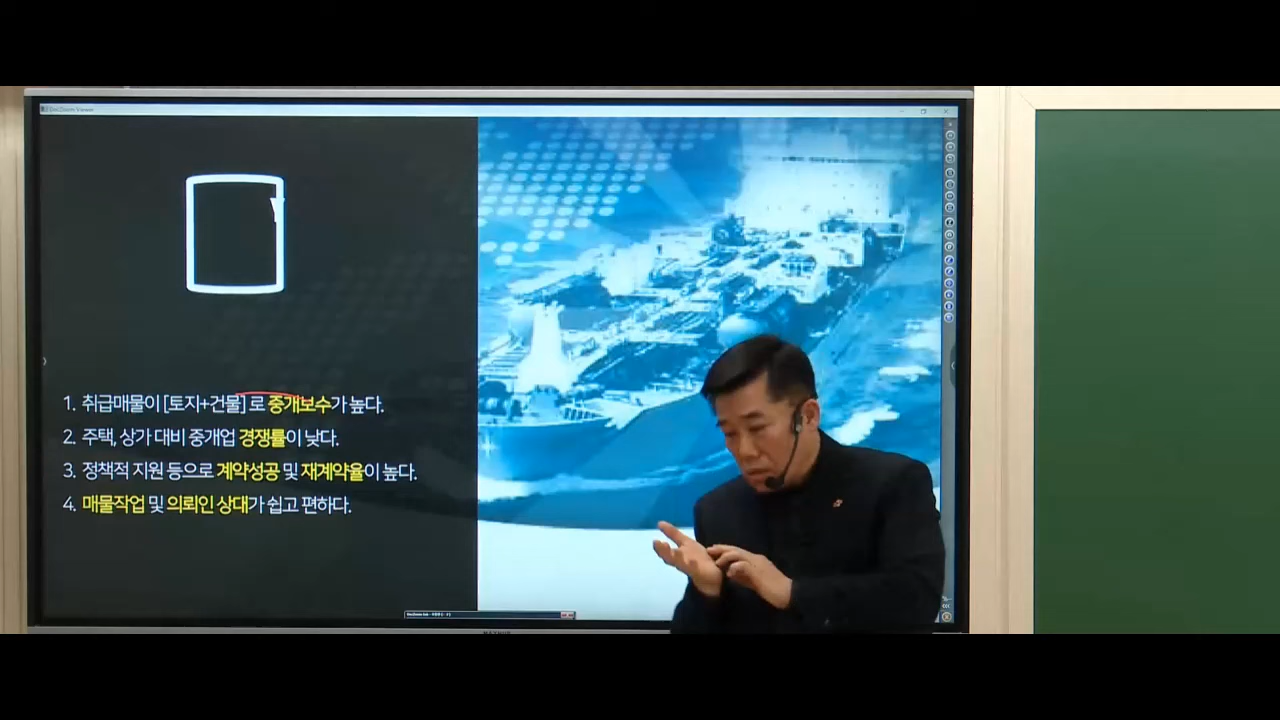 1. 취급매물이 [토지+건물] 로 중개보수가 높다.
2. 주택, 상가 대비 중개업 경쟁률이 낮다.
3. 정책적 지원 등으로 계약성공 및 재계약율이 높다.
4. 매물작업 및 의뢰인 상대가 쉽고 편하다.